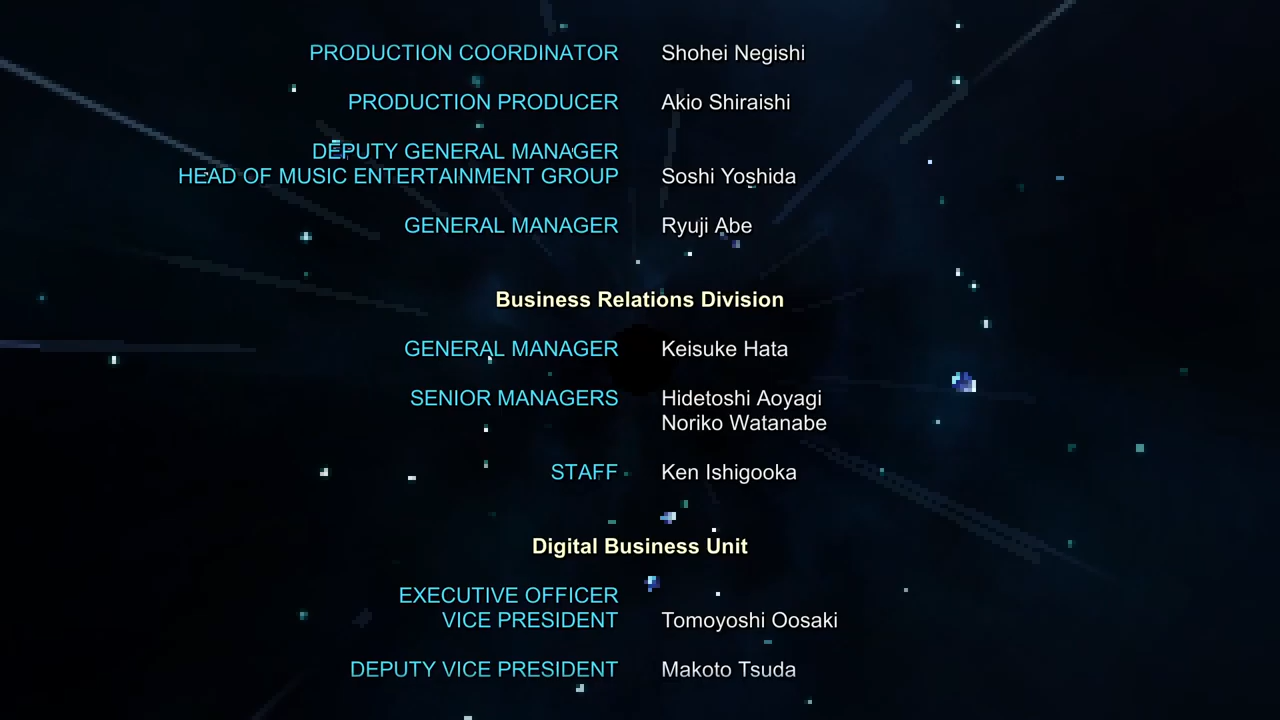 PRODUCTION COORDINATOR Shohei Negishi
PRODUCTION PRODUCER Akio Shiraishi
DEPUTY GENERAL MANAGER
HEAD OF MUSIC ENTERTAINMENT GROUP Soshi Yoshida
GENERAL MANAGER Ryuji Abe
Business Relations Division
GENERAL MANAGER Keisuke Hata
SENIOR MANAGERS Hidetoshi Aoyagi
Noriko Watanabe
STAFF Ken Ishigooka
Digital Business Unit
EXECUTIVE OFFICER
VICE PRESIDENT Tomoyoshi Oosaki
DEPUTY VICE PRESIDENT Makoto Tsuda